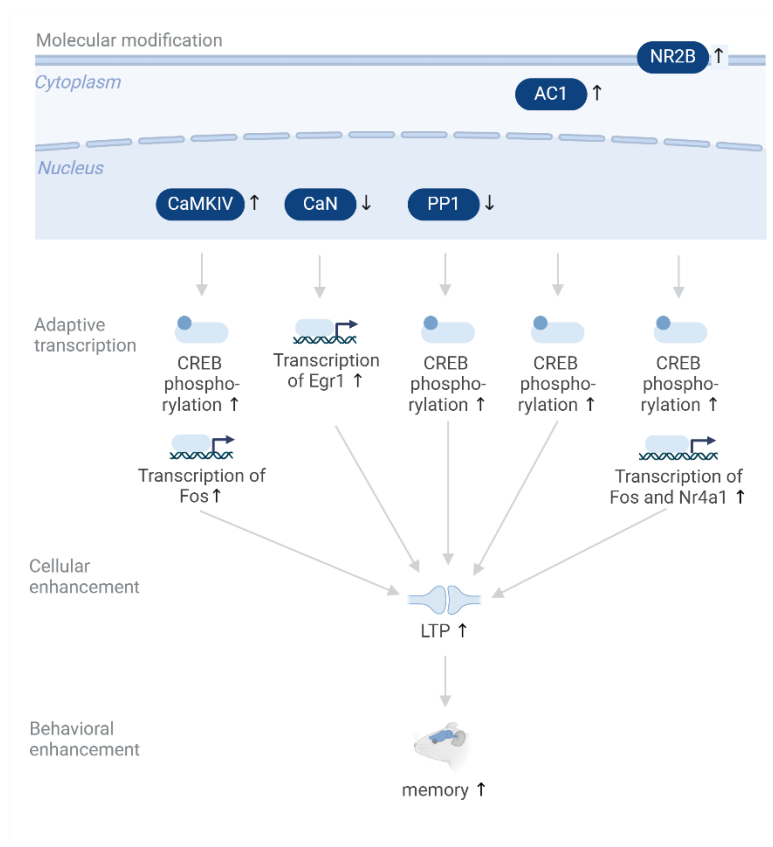 Molecular modification
NR2B ↑
Cytoplasm
AC1 ↑
Nucleus
CaMKIV ↑
CaN ↓
PP1 ↓
Adaptive
transcription
CREB
phospho-
rylation ↑
Transcription
of Egr1 ↑
CREB
phospho-
rylation ↑
CREB
phospho-
rylation ↑
CREB
phospho-
rylation ↑
Transcription of
Fos ↑
Transcription of
Fos and Nr4a1 ↑
Cellular
enhancement
LTP ↑
Behavioral
enhancement
memory ↑